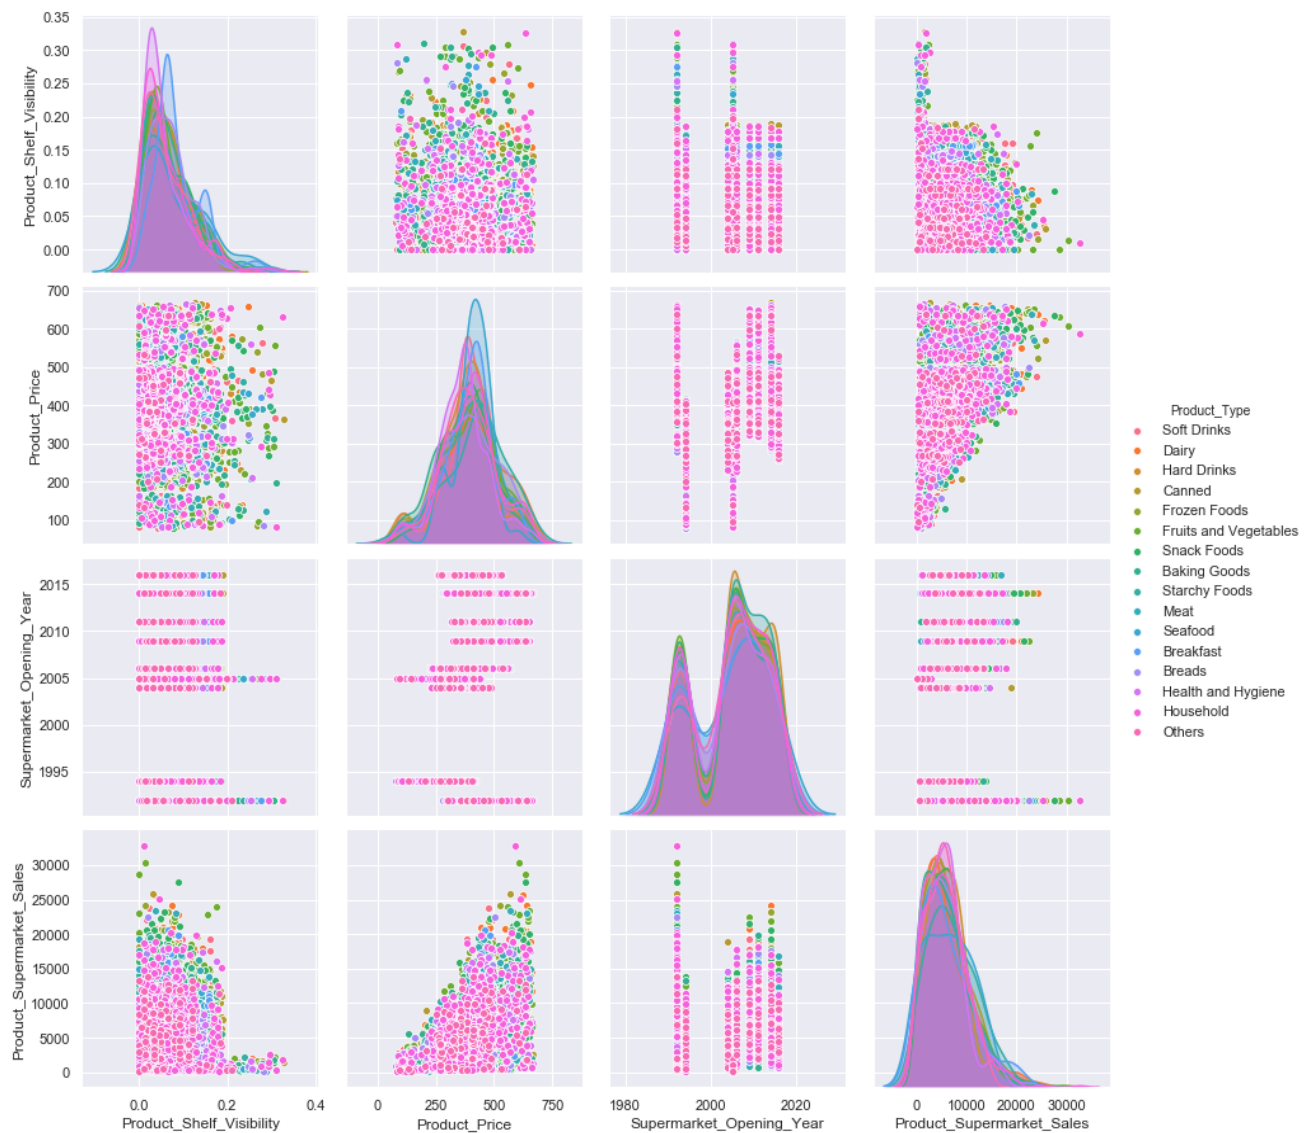 0.35
0.30
0.25
0.20
0.15
0.10
0.05
0.00
Product_Shelf_Visibility
700
600
500
400
300
200
100
Product_Price
2015
2010
2005
2000
1995
Supermarket_Opening_Year
30000
25000
20000
15000
10000
5000
0
Product_Supermarket_Sales
0.0 0.2 0.4
Product_Shelf_Visibility
0 250 500 750
Product_Price
1980 2000 2020
Supermarket_Opening_Year
0 10000 20000 30000
Product_Supermarket_Sales
Product_Type
Soft Drinks
Dairy
Hard Drinks
Canned
Frozen Foods
Fruits and Vegetables
Snack Foods
Baking Goods
Starchy Foods
Meat
Seafood
Breakfast
Breads
Health and Hygiene
Household
Others